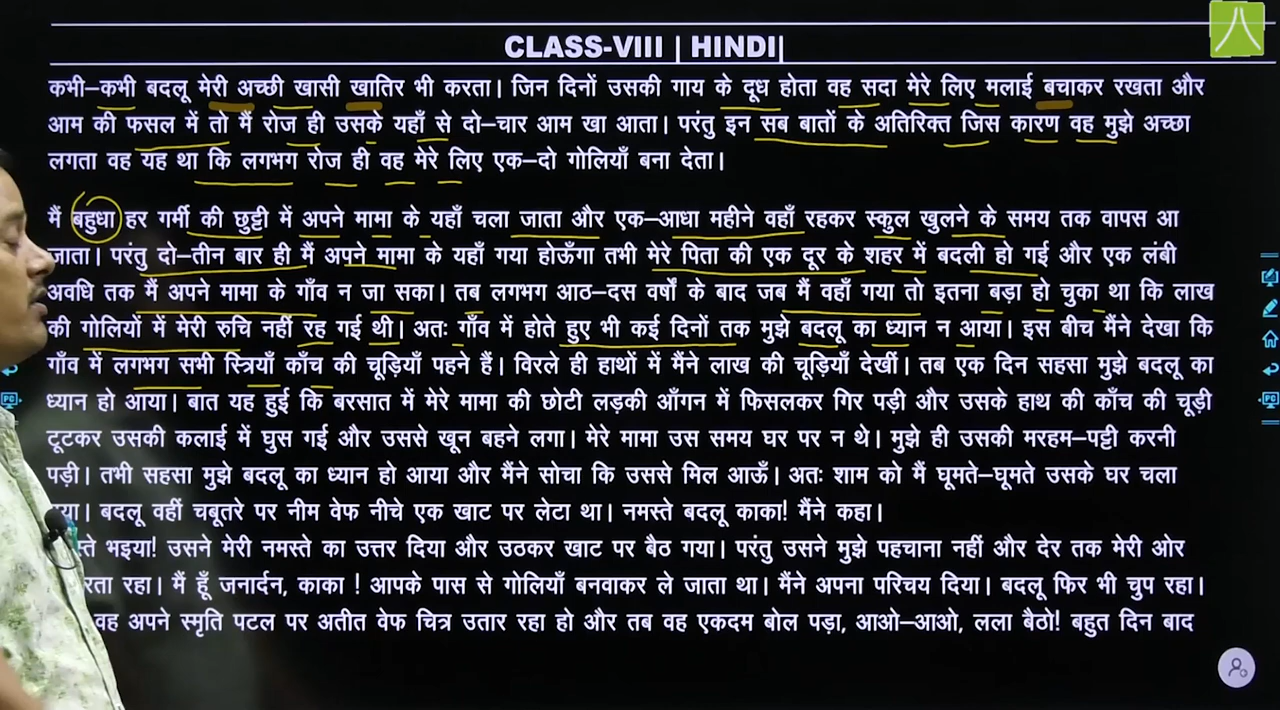 CLASS-VIII | HINDI|
कभी–कभी बदलू मेरी अच्छी खासी खातिर भी करता। जिन दिनों उसकी गाय के दूध होता वह सदा मेरे लिए मलाई बचाकर रखता और
आम की फसल में तो मैं रोज ही उसके यहाँ से दो–चार आम खा आता। परंतु इन सब बातों के अतिरिक्त जिस कारण वह मुझे अच्छा
लगता वह यह था कि लगभग रोज ही वह मेरे लिए एक–दो गोलियाँ बना देता।
मैं बहुधा हर गर्मी की छुट्टी में अपने मामा के यहाँ चला जाता और एक–आधा महीने वहाँ रहकर स्कुल खुलने के समय तक वापस आ
जाता। परंतु दो–तीन बार ही मैं अपने मामा के यहाँ गया होऊँगा तभी मेरे पिता की एक दूर के शहर में बदली हो गई और एक लंबी
अवधि तक मैं अपने मामा के गाँव न जा सका। तब लगभग आठ–दस वर्षों के बाद जब मैं वहाँ गया तो इतना बड़ा हो चुका था कि लाख
की गोलियों में मेरी रुचि नहीं रह गई थी। अतः गाँव में होते हुए भी कई दिनों तक मुझे बदलू का ध्यान न आया। इस बीच मैंने देखा कि
गाँव में लगभग सभी स्त्रियाँ काँच की चूड़ियाँ पहने हैं। विरले ही हाथों में मैंने लाख की चूड़ियाँ देखीं। तब एक दिन सहसा मुझे बदलू का
ध्यान हो आया। बात यह हुई कि बरसात में मेरे मामा की छोटी लड़की आँगन में फिसलकर गिर पड़ी और उसके हाथ की काँच की चूड़ी
टूटकर उसकी कलाई में घुस गई और उससे खून बहने लगा। मेरे मामा उस समय घर पर न थे। मुझे ही उसकी मरहम–पट्टी करनी
पड़ी। तभी सहसा मुझे बदलू का ध्यान हो आया और मैंने सोचा कि उससे मिल आऊँ। अतः शाम को मैं घूमते–घूमते उसके घर चला
बदलू वहीं चबूतरे पर नीम वेफ नीचे एक खाट पर लेटा था। नमस्ते बदलू काका! मैंने कहा।
भइया! उसने मेरी नमस्ते का उत्तर दिया और उठकर खाट पर बैठ गया। परंतु उसने मुझे पहचाना नहीं और देर तक मेरी ओर
रहा। मैं हूँ जनार्दन, काका ! आपके पास से गोलियाँ बनवाकर ले जाता था। मैंने अपना परिचय दिया। बदलू फिर भी चुप रहा।
वह अपने स्मृति पटल पर अतीत वेफ चित्र उतार रहा हो और तब वह एकदम बोल पड़ा, आओ–आओ, लला बैठो! बहुत दिन बाद